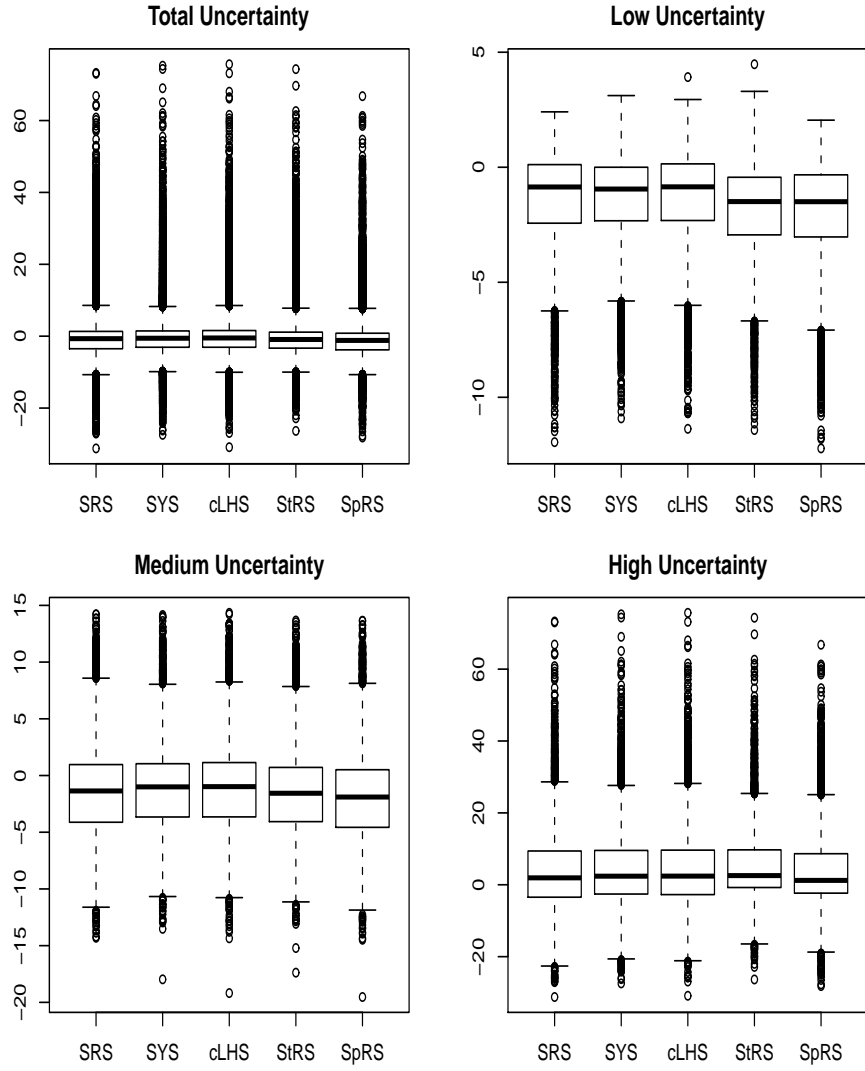 Total Uncertainty
60
40
20
0
−20
SRS SYS cLHS StRS SpRS
Low Uncertainty
5
0
−5
−10
SRS SYS cLHS StRS SpRS
Medium Uncertainty
15
10
5
0
−5
−10
−15
−20
SRS SYS cLHS StRS SpRS
High Uncertainty
60
40
20
0
−20
SRS SYS cLHS StRS SpRS